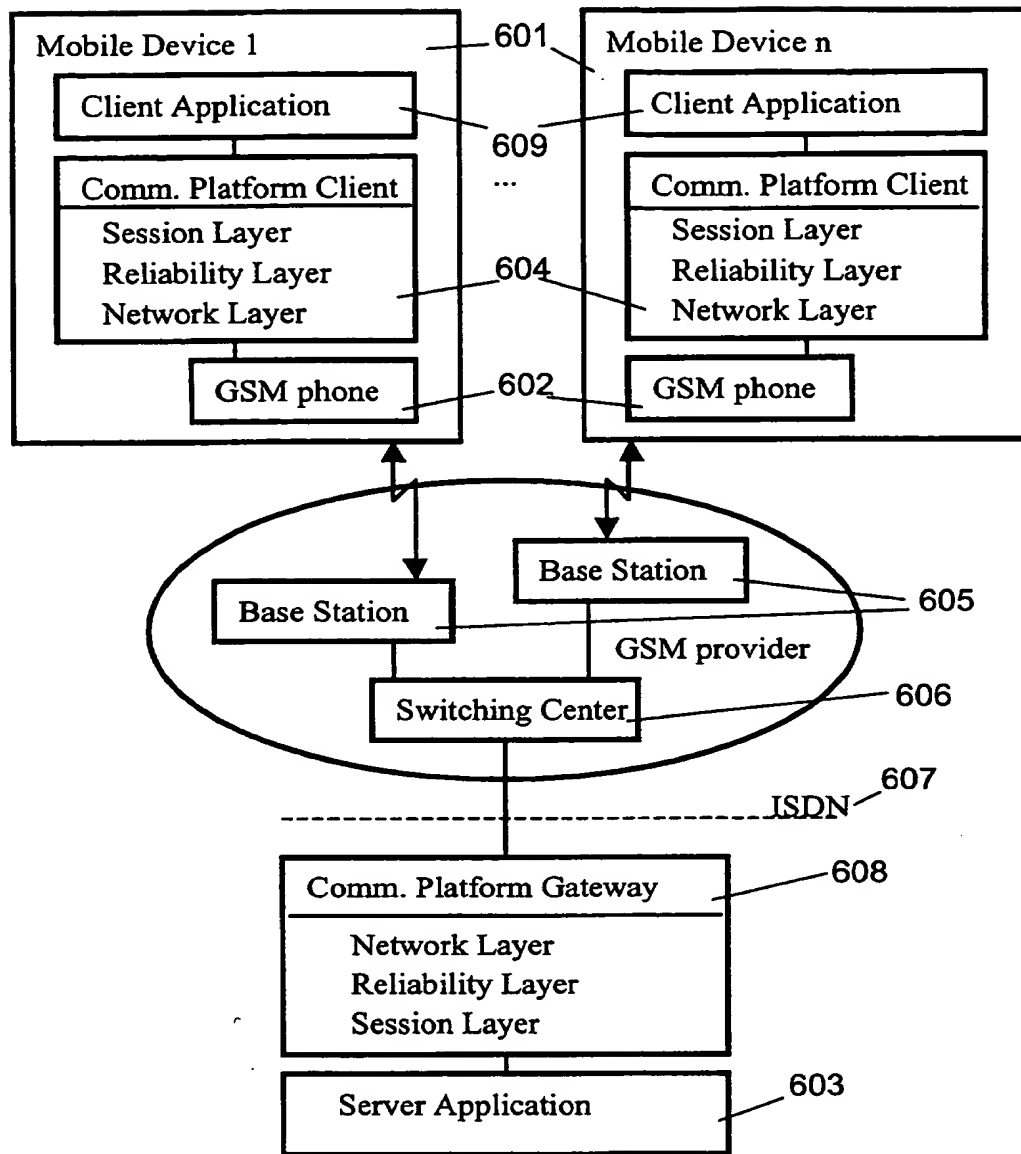 Mobile Device 1
601
Mobile Device n
Client Application
609
Client Application
...
Comm. Platform Client
Session Layer
Reliability Layer
Network Layer
604
Comm. Platform Client
Session Layer
Reliability Layer
Network Layer
GSM phone
602
GSM phone
Base Station
Base Station
605
GSM provider
Switching Center
606
ISDN
607
Comm. Platform Gateway
608
Network Layer
Reliability Layer
Session Layer
Server Application
603